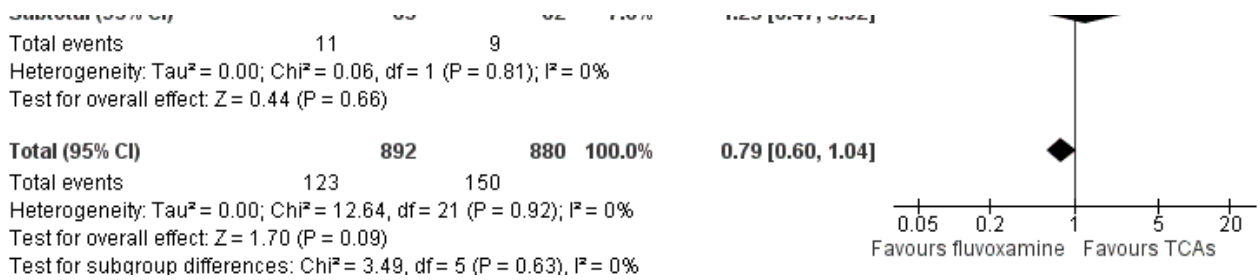 Total events 11 9
Heterogeneity: Tau² = 0.00; Chi² = 0.06, df = 1 (P = 0.81); I² = 0%
Test for overall effect: Z = 0.44 (P = 0.66)
Total (95% CI) 892 880 100.0% 0.79 [0.60, 1.04]
Total events 123 150
Heterogeneity: Tau² = 0.00; Chi² = 12.64, df = 21 (P = 0.92); I² = 0%
Test for overall effect: Z = 1.70 (P = 0.09)
Test for subgroup differences: Chi² = 3.49, df = 5 (P = 0.63), I² = 0%
0.05 0.2 1 5 20
Favours fluvoxamine Favours TCAs